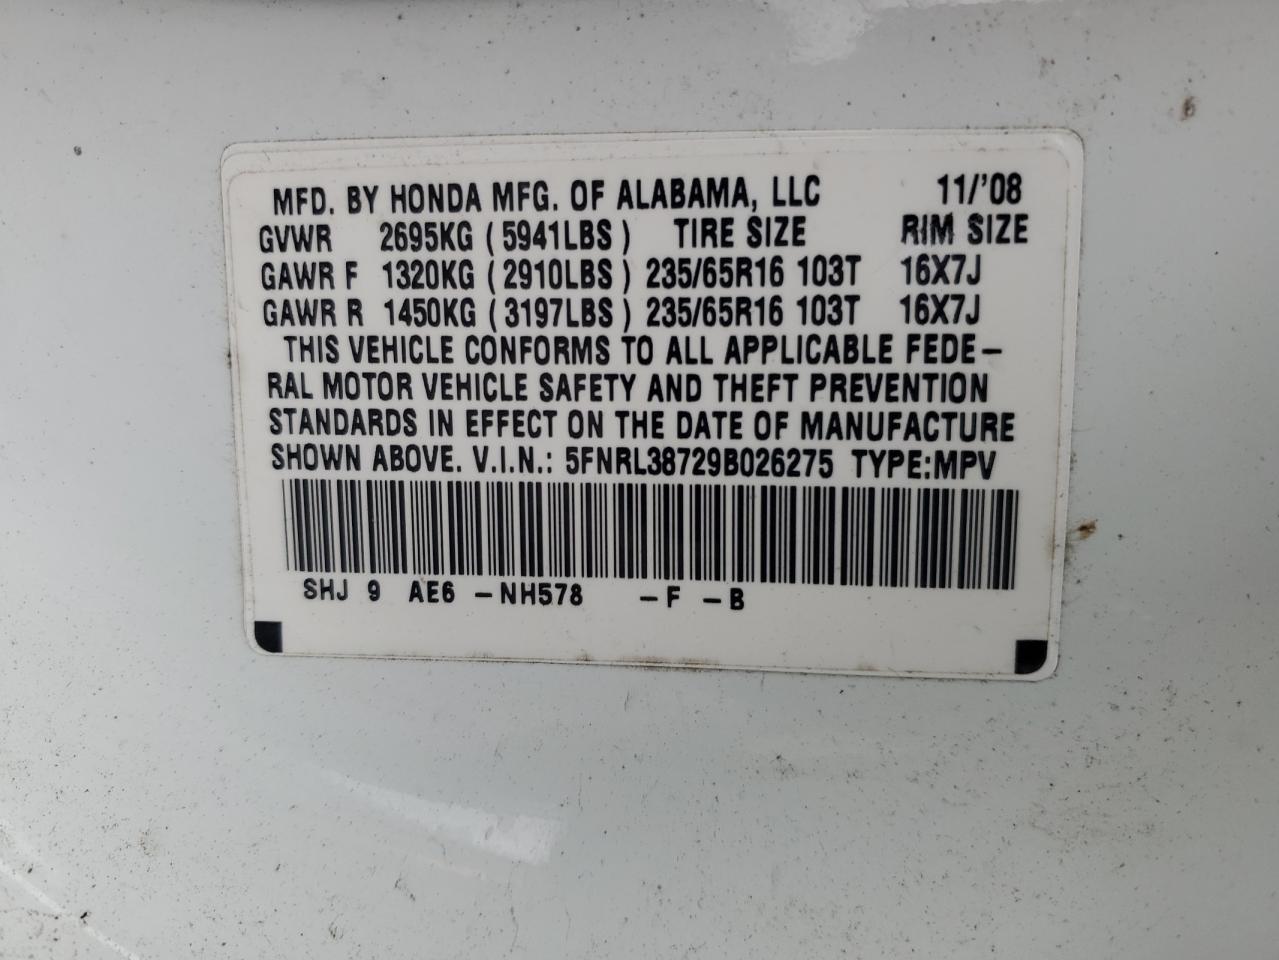 MFD. BY HONDA MFG. OF ALABAMA, LLC 11/'08
GVWR 2695KG (5941LBS) TIRE SIZE RIM SIZE
GAWR F 1320KG (2910LBS) 235/65R16 103T 16X7J
GAWR R 1450KG (3197LBS) 235/65R16 103T 16X7J
THIS VEHICLE CONFORMS TO ALL APPLICABLE FEDE-
RAL MOTOR VEHICLE SAFETY AND THEFT PREVENTION
STANDARDS IN EFFECT ON THE DATE OF MANUFACTURE
SHOWN ABOVE. V.I.N.: 5FNRL38729B026275 TYPE:MPV
SHJ 9 AE6 -NH578 -F -B